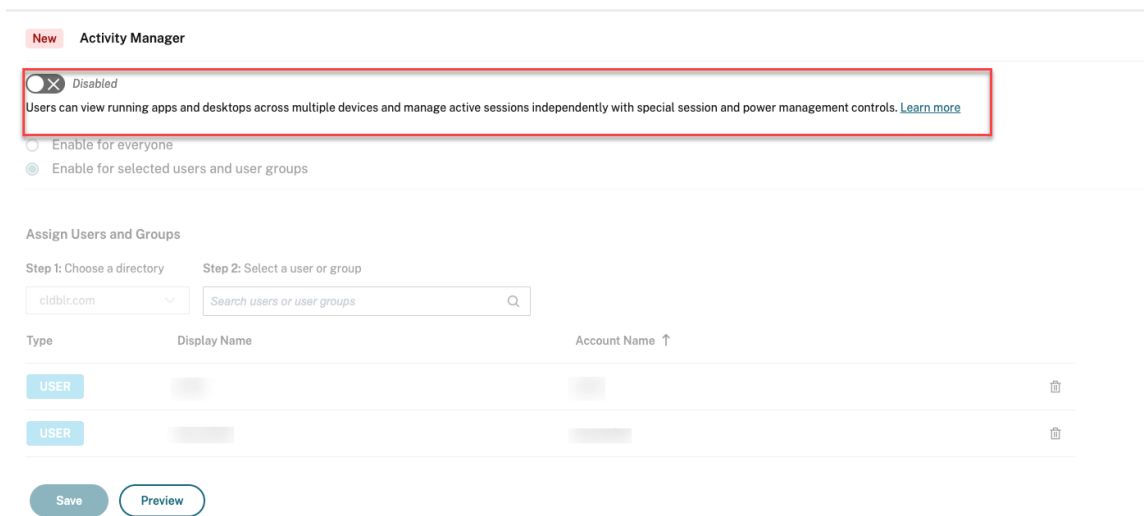 New Activity Manager
Disabled
Users can view running apps and desktops across multiple devices and manage active sessions independently with special session and power management controls. Learn more
Enable for everyone
Enable for selected users and user groups
Assign Users and Groups
Step 1: Choose a directory Step 2: Select a user or group
cldblr.com Search users or user groups
Type Display Name Account Name ↑
USER
USER
Save Preview